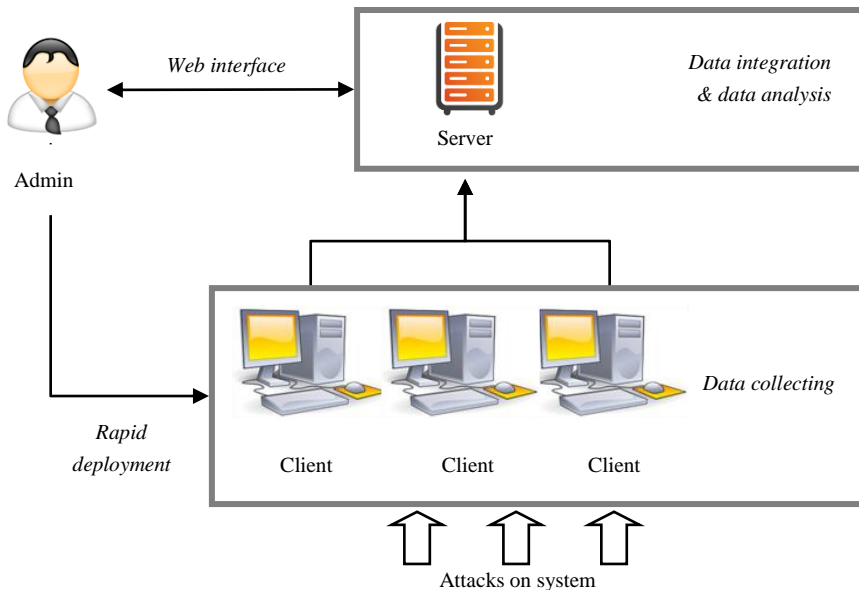 Web interface
Data integration
& data analysis
Server
Admin
Data collecting
Rapid
deployment
Client
Client
Client
Attacks on system